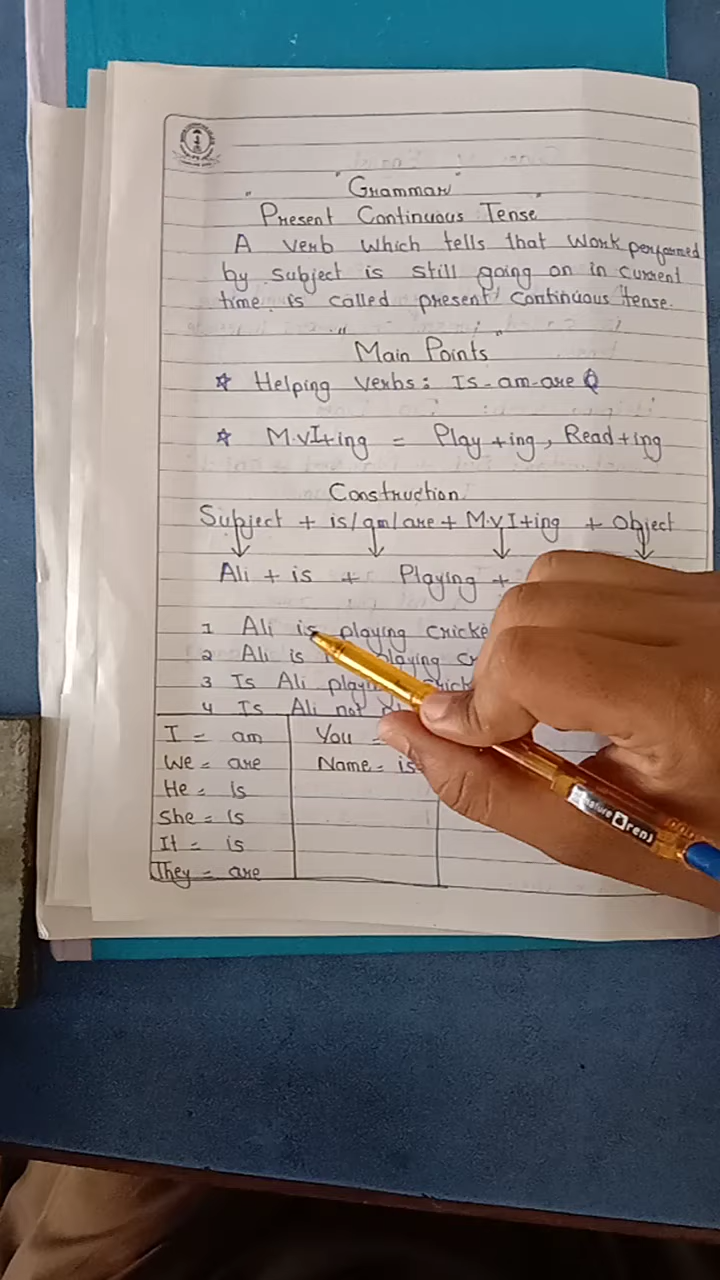 "Grammar"
"Present Continuous Tense"
A verb which tells that work performed
by subject is still going on in current
time. is called present continuous tense.
"Main Points"
☆ Helping verbs: Is-am-are
☆ M.vI+ing = Play +ing, Read+ing
Construction
Subject + is/am/are + M.v I+ing + Object
Ali + is + Playing +
1 Ali is playing cricke
2 Ali is playing
3 Is Ali
4 Is Ali not
I = am You =
We = are Name = is
He = is
She = is
It = is
They = are